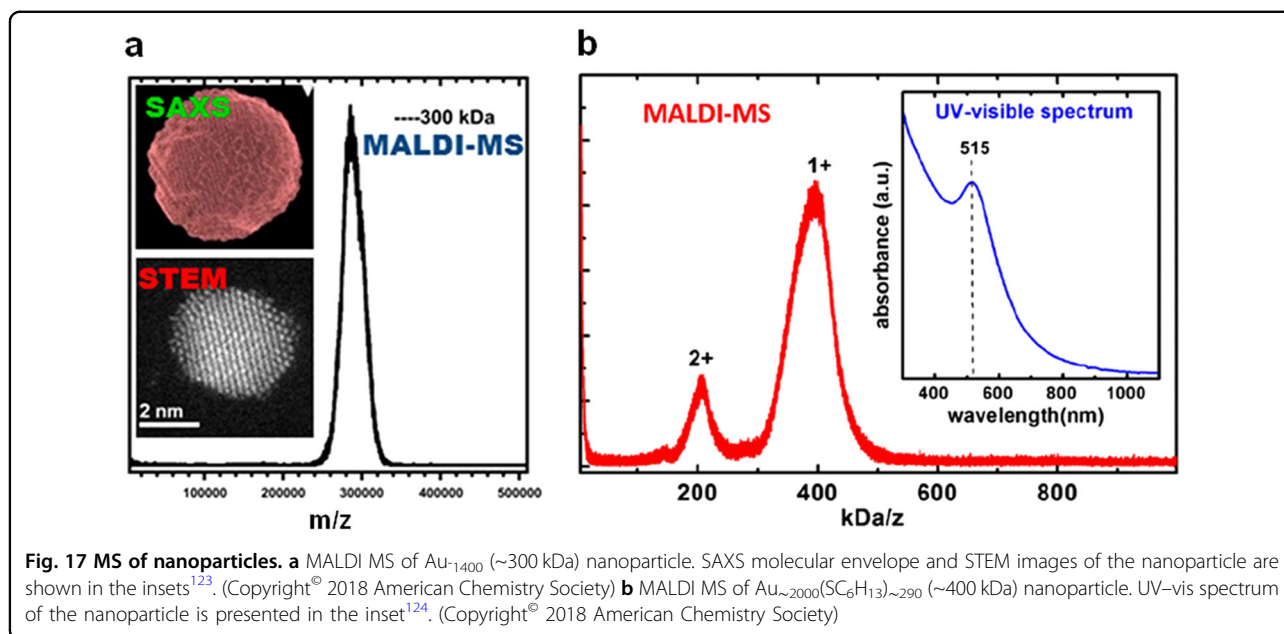 a
SAXS
----300 kDa
MALDI-MS
STEM
2 nm
100000 200000 300000 400000 500000
m/z
b
MALDI-MS
1+
2+
200 400 600 800
kDa/z
UV-visible spectrum
515
absorbance (a.u.)
400 600 800 1000
wavelength(nm)
Fig. 17 MS of nanoparticles. a MALDI MS of Au-1400 (~300 kDa) nanoparticle. SAXS molecular envelope and STEM images of the nanoparticle are
shown in the insets123. (Copyright© 2018 American Chemistry Society) b MALDI MS of Au~2000(SC6H13)~290 (~400 kDa) nanoparticle. UV–vis spectrum
of the nanoparticle is presented in the inset124. (Copyright© 2018 American Chemistry Society)